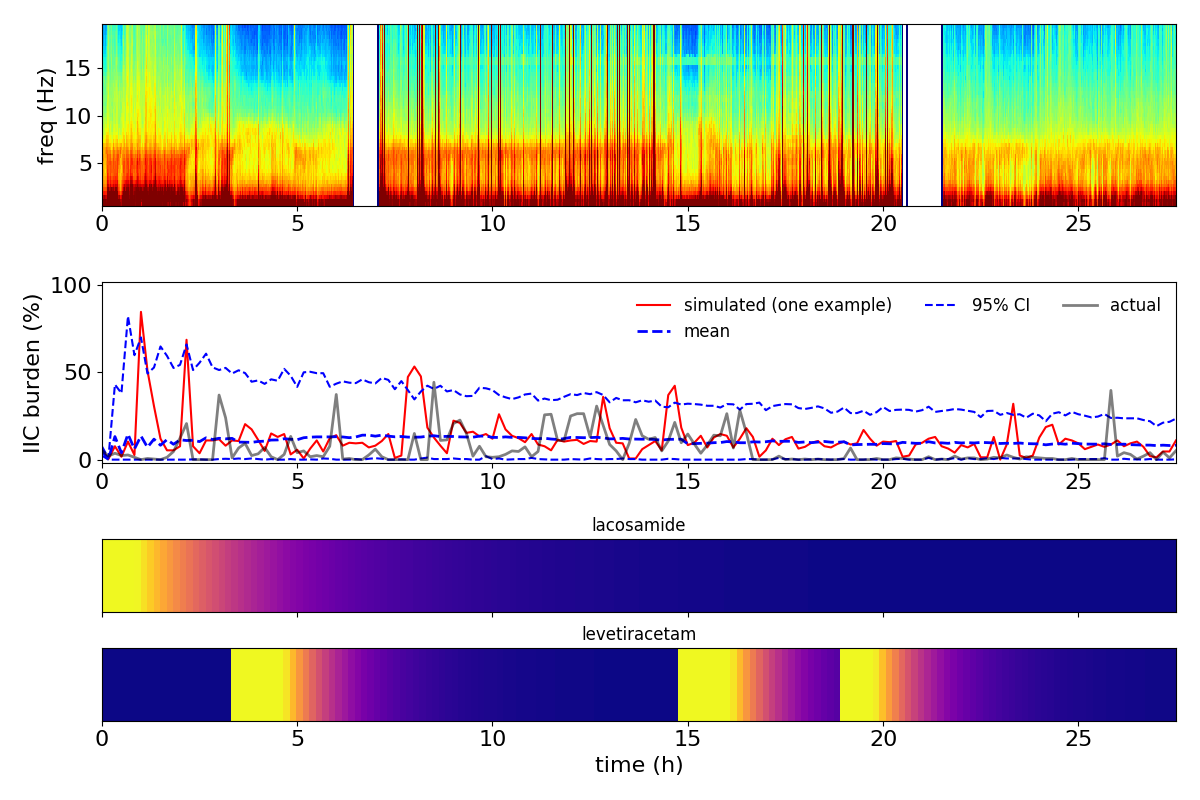 freq (Hz)
15
10
5
0 5 10 15 20 25
IIC burden (%)
100
50
0
simulated (one example) 95% CI actual
mean
0 5 10 15 20 25
lacosamide
levetiracetam
0 5 10 15 20 25
time (h)